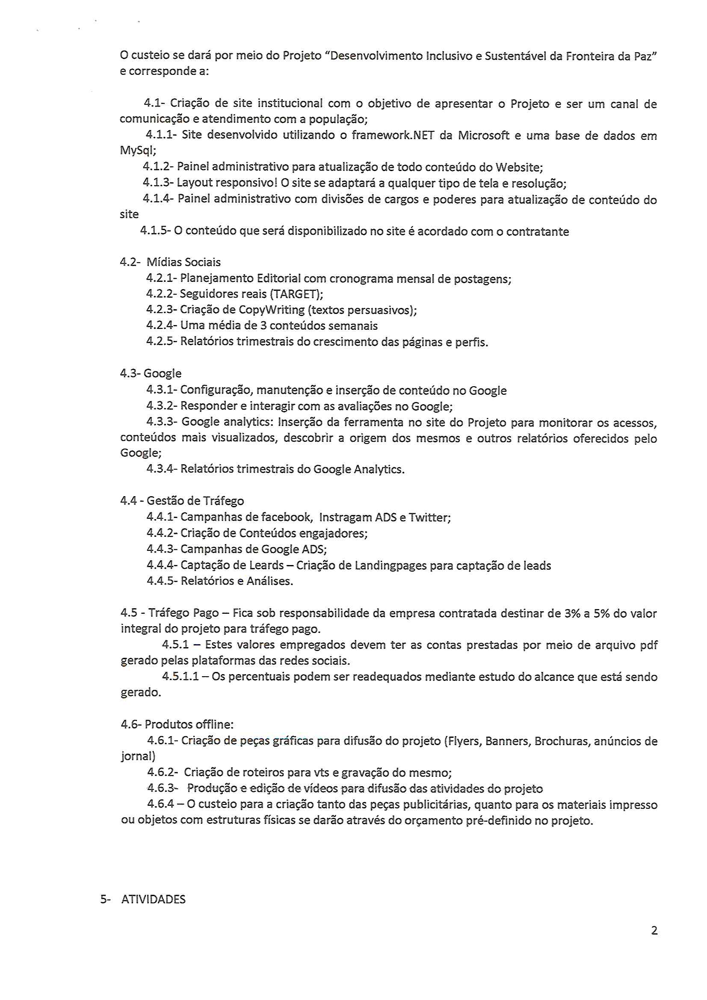 O custeio se dará por meio do Projeto “Desenvolvimento Inclusivo e Sustentável da Fronteira da Paz”
e corresponde a:
4.1- Criação de site institucional com o objetivo de apresentar o Projeto e ser um canal de
comunicação e atendimento com a população;
4.1.1- Site desenvolvido utilizando o framework.NET da Microsoft e uma base de dados em
MySql;
4.1.2- Painel administrativo para atualização de todo conteúdo do Website;
4.1.3- Layout responsivo! O site se adaptará a qualquer tipo de tela e resolução;
4.1.4- Painel administrativo com divisões de cargos e poderes para atualização de conteúdo do
site
4.1.5- O conteúdo que será disponibilizado no site é acordado com o contratante
4.2- Mídias Sociais
4.2.1- Planejamento Editorial com cronograma mensal de postagens;
4.2.2- Seguidores reais (TARGET);
4.2.3- Criação de CopyWriting (textos persuasivos);
4.2.4- Uma média de 3 conteúdos semanais
4.2.5- Relatórios trimestrais do crescimento das páginas e perfis.
4.3- Google
4.3.1- Configuração, manutenção e inserção de conteúdo no Google
4.3.2- Responder e interagir com as avaliações no Google;
4.3.3- Google analytics: Inserção da ferramenta no site do Projeto para monitorar os acessos,
conteúdos mais visualizados, descobrir a origem dos mesmos e outros relatórios oferecidos pelo
Google;
4.3.4- Relatórios trimestrais do Google Analytics.
4.4 - Gestão de Tráfego
4.4.1- Campanhas de facebook, Instragam ADS e Twitter;
4.4.2- Criação de Conteúdos engajadores;
4.4.3- Campanhas de Google ADS;
4.4.4- Captação de Leards – Criação de Landingpages para captação de leads
4.4.5- Relatórios e Análises.
4.5 - Tráfego Pago – Fica sob responsabilidade da empresa contratada destinar de 3% a 5% do valor
integral do projeto para tráfego pago.
4.5.1 – Estes valores empregados devem ter as contas prestadas por meio de arquivo pdf
gerado pelas plataformas das redes sociais.
4.5.1.1 – Os percentuais podem ser readequados mediante estudo do alcance que está sendo
gerado.
4.6- Produtos offline:
4.6.1- Criação de peças gráficas para difusão do projeto (Flyers, Banners, Brochuras, anúncios de
jornal)
4.6.2- Criação de roteiros para vts e gravação do mesmo;
4.6.3- Produção e edição de vídeos para difusão das atividades do projeto
4.6.4 – O custeio para a criação tanto das peças publicitárias, quanto para os materiais impresso
ou objetos com estruturas físicas se darão através do orçamento pré-definido no projeto.
5- ATIVIDADES
2